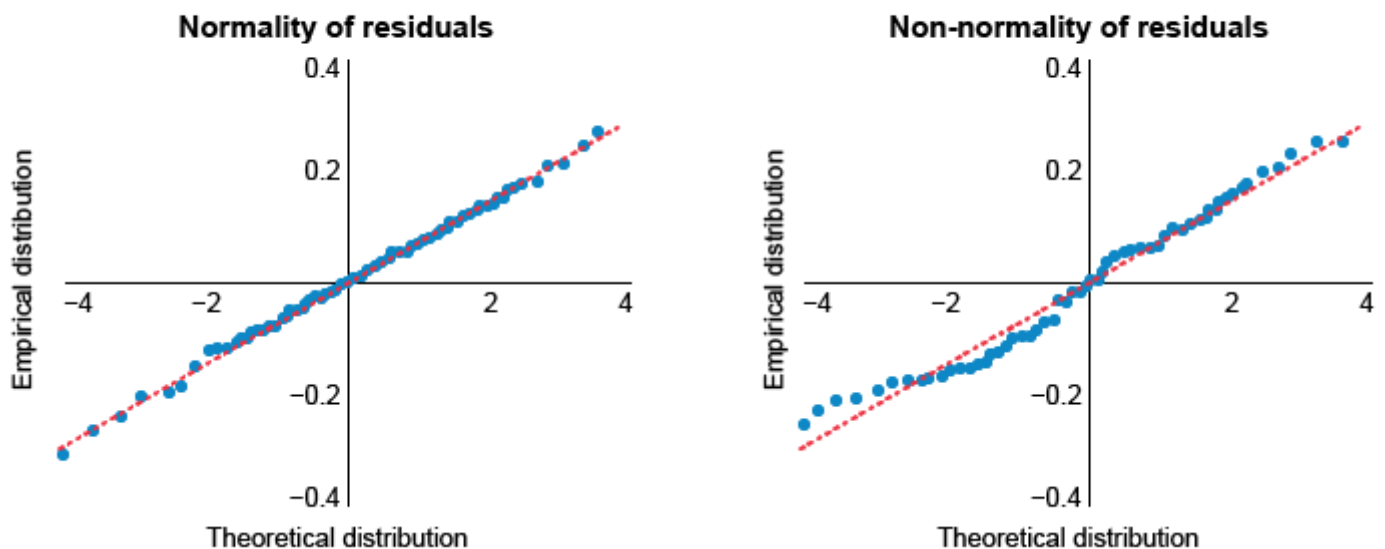 Normality of residuals
0.4
0.2
−4
−2
2
4
−0.2
−0.4
Empirical distribution
Theoretical distribution
Non-normality of residuals
0.4
0.2
−4
−2
2
4
−0.2
−0.4
Empirical distribution
Theoretical distribution